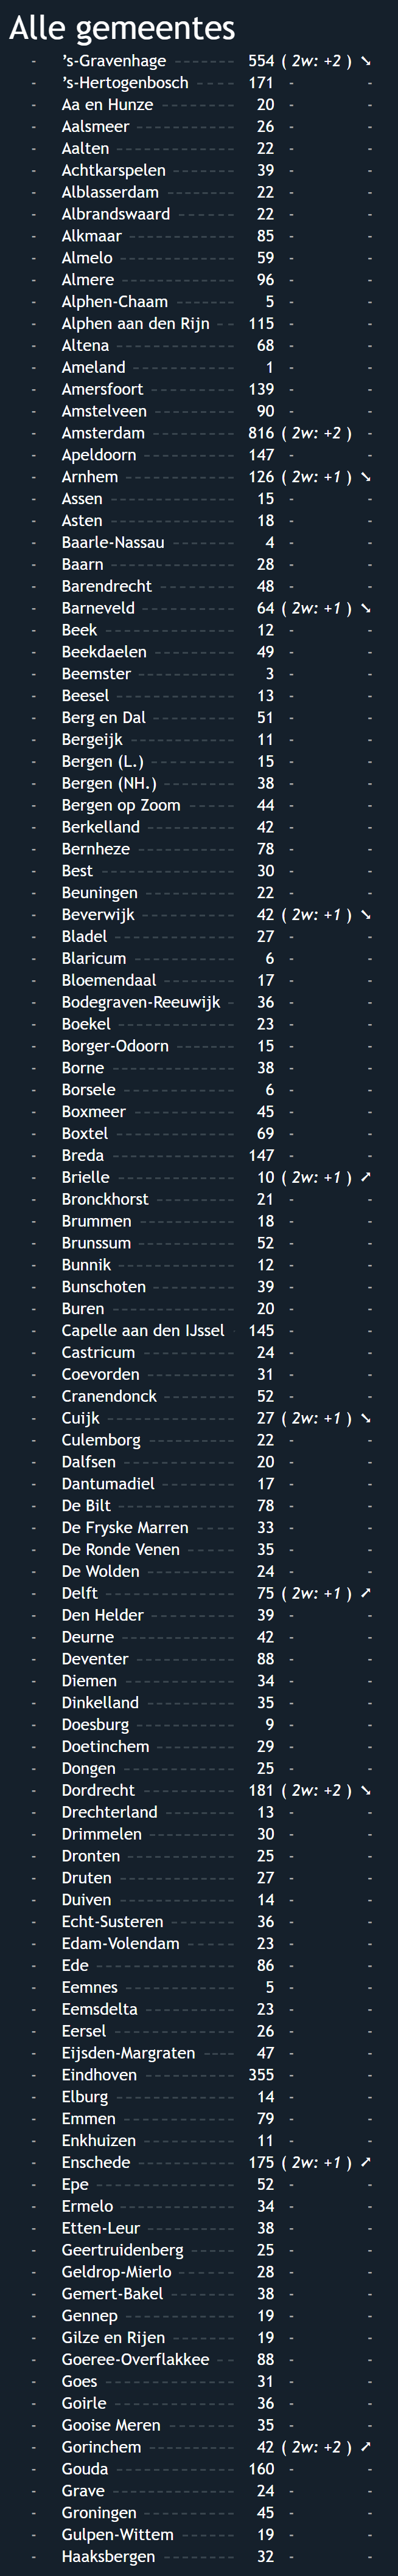 Alle gemeentes
- ’s-Gravenhage ------- 554 ( 2w: +2 ) ➘
- ’s-Hertogenbosch ----- 171 - -
- Aa en Hunze -------- 20 - -
- Aalsmeer ---------- 26 - -
- Aalten ------------ 22 - -
- Achtkarspelen ------- 39 - -
- Alblasserdam ------- 22 - -
- Albrandswaard ------ 22 - -
- Alkmaar ----------- 85 - -
- Almelo ------------ 59 - -
- Almere ------------ 96 - -
- Alphen-Chaam ------ 5 - -
- Alphen aan den Rijn -- 115 - -
- Altena ------------ 68 - -
- Ameland ---------- 1 - -
- Amersfoort -------- 139 - -
- Amstelveen -------- 90 - -
- Amsterdam -------- 816 ( 2w: +2 ) -
- Apeldoorn --------- 147 - -
- Arnhem ----------- 126 ( 2w: +1 ) ➘
- Assen ------------- 15 - -
- Asten ------------- 18 - -
- Baarle-Nassau ------- 4 - -
- Baarn ------------- 28 - -
- Barendrecht -------- 48 - -
- Barneveld --------- 64 ( 2w: +1 ) ➘
- Beek ------------- 12 - -
- Beekdaelen -------- 49 - -
- Beemster ---------- 3 - -
- Beesel ------------ 13 - -
- Berg en Dal --------- 51 - -
- Bergeijk ----------- 11 - -
- Bergen (L.) --------- 15 - -
- Bergen (NH.) -------- 38 - -
- Bergen op Zoom ----- 44 - -
- Berkelland --------- 42 - -
- Bernheze ---------- 78 - -
- Best -------------- 30 - -
- Beuningen --------- 22 - -
- Beverwijk --------- 42 ( 2w: +1 ) ➘
- Bladel ------------ 27 - -
- Blaricum ---------- 6 - -
- Bloemendaal ------- 17 - -
- Bodegraven-Reeuwijk - 36 - -
- Boekel ------------ 23 - -
- Borger-Odoorn ------ 15 - -
- Borne ------------ 38 - -
- Borsele ----------- 6 - -
- Boxmeer ---------- 45 - -
- Boxtel ------------ 69 - -
- Breda ------------ 147 - -
- Brielle ------------ 10 ( 2w: +1 ) ➚
- Bronckhorst -------- 21 - -
- Brummen --------- 18 - -
- Brunssum --------- 52 - -
- Bunnik ----------- 12 - -
- Bunschoten -------- 39 - -
- Buren ------------ 20 - -
- Capelle aan den IJssel - 145 - -
- Castricum --------- 24 - -
- Coevorden --------- 31 - -
- Cranendonck ------- 52 - -
- Cuijk ------------- 27 ( 2w: +1 ) ➘
- Culemborg --------- 22 - -
- Dalfsen ----------- 20 - -
- Dantumadiel ------- 17 - -
- De Bilt ------------ 78 - -
- De Fryske Marren ---- 33 - -
- De Ronde Venen ----- 35 - -
- De Wolden --------- 24 - -
- Delft ------------- 75 ( 2w: +1 ) ➚
- Den Helder --------- 39 - -
- Deurne ----------- 42 - -
- Deventer ---------- 88 - -
- Diemen ----------- 34 - -
- Dinkelland --------- 35 - -
- Doesburg ---------- 9 - -
- Doetinchem -------- 29 - -
- Dongen ----------- 25 - -
- Dordrecht --------- 181 ( 2w: +2 ) ➘
- Drechterland ------- 13 - -
- Drimmelen --------- 30 - -
- Dronten ----------- 25 - -
- Druten ------------ 27 - -
- Duiven ------------ 14 - -
- Echt-Susteren ------- 36 - -
- Edam-Volendam ----- 23 - -
- Ede -------------- 86 - -
- Eemnes ----------- 5 - -
- Eemsdelta --------- 23 - -
- Eersel ------------ 26 - -
- Eijsden-Margraten ---- 47 - -
- Eindhoven --------- 355 - -
- Elburg ------------ 14 - -
- Emmen ----------- 79 - -
- Enkhuizen --------- 11 - -
- Enschede ---------- 175 ( 2w: +1 ) ➚
- Epe -------------- 52 - -
- Ermelo ----------- 34 - -
- Etten-Leur --------- 38 - -
- Geertruidenberg ----- 25 - -
- Geldrop-Mierlo ------ 28 - -
- Gemert-Bakel ------- 38 - -
- Gennep ----------- 19 - -
- Gilze en Rijen ------- 19 - -
- Goeree-Overflakkee -- 88 - -
- Goes ------------- 31 - -
- Goirle ------------ 36 - -
- Gooise Meren ------- 35 - -
- Gorinchem --------- 42 ( 2w: +2 ) ➚
- Gouda ------------ 160 - -
- Grave ------------ 24 - -
- Groningen --------- 45 - -
- Gulpen-Wittem ------ 19 - -
- Haaksbergen ------- 32 - -